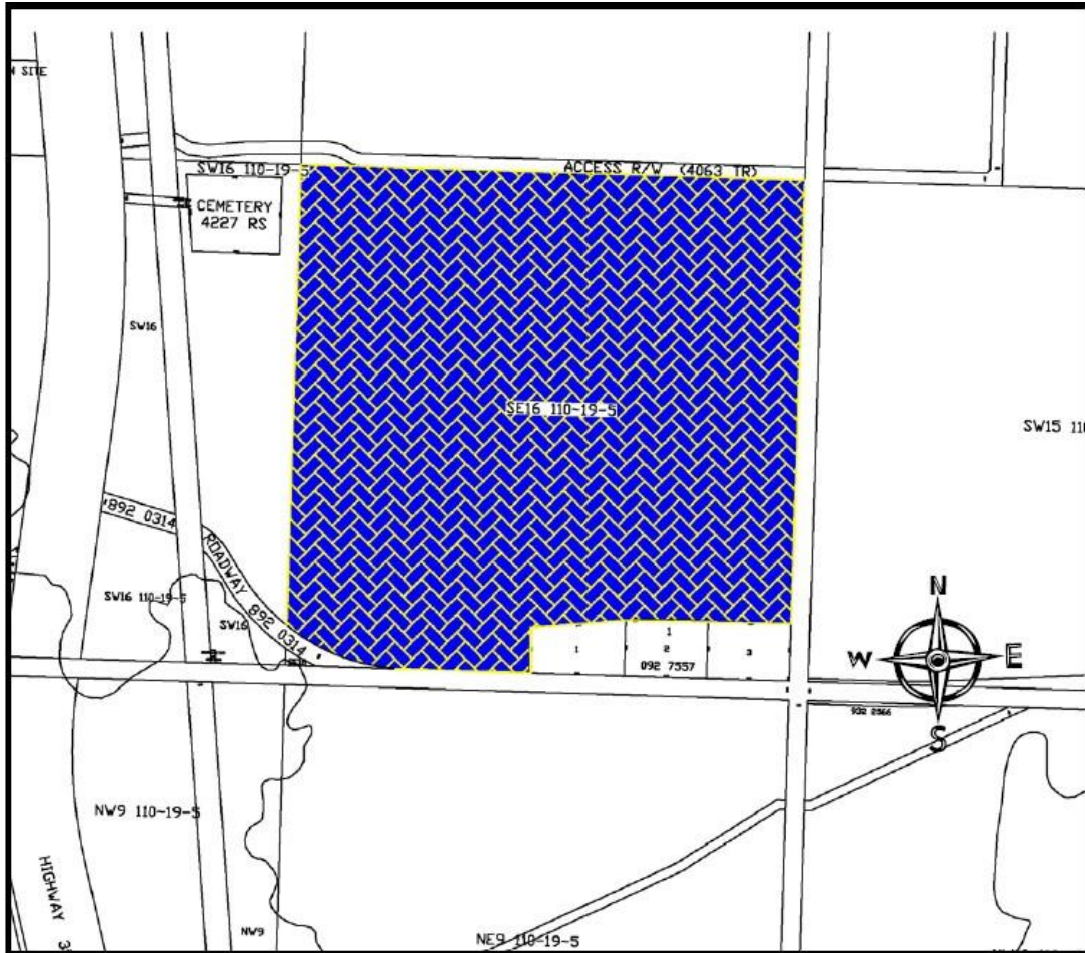 N SITE
SW16 110-19-5
ACCESS R/W (4063 TR)
CEMETERY
4227 RS
SW16
SE16 110-19-5
SW15 11
892 0314
ROADWAY 892 0314
SW16 110-19-5
SW16
1
1
2
3
092 7557
N
W
E
S
NW9 110-19-5
HIGHWAY 3
NW9
NE9 110-19-5